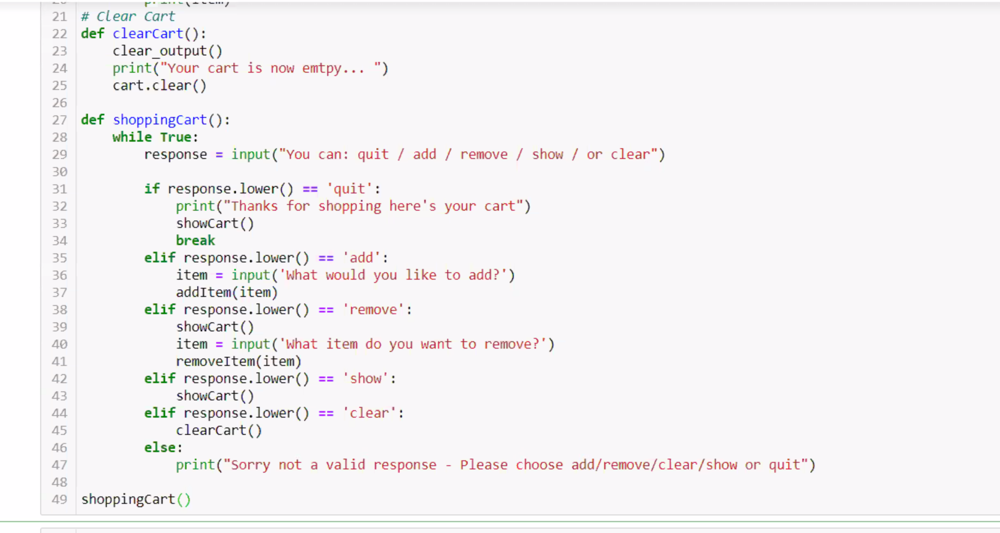 20 print(item)
21 # Clear Cart
22 def clearCart():
23     clear_output()
24     print("Your cart is now emtpy... ")
25     cart.clear()
26
27 def shoppingCart():
28     while True:
29         response = input("You can: quit / add / remove / show / or clear")
30
31         if response.lower() == 'quit':
32             print("Thanks for shopping here's your cart")
33             showCart()
34             break
35         elif response.lower() == 'add':
36             item = input('What would you like to add?')
37             addItem(item)
38         elif response.lower() == 'remove':
39             showCart()
40             item = input('What item do you want to remove?')
41             removeItem(item)
42         elif response.lower() == 'show':
43             showCart()
44         elif response.lower() == 'clear':
45             clearCart()
46         else:
47             print("Sorry not a valid response - Please choose add/remove/clear/show or quit")
48
49 shoppingCart()